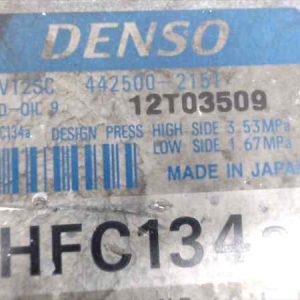 DENSO
V12SC 442500-2151
D-OIL 9 12T03509
C134a DESIGN PRESS HIGH SIDE 3.53MPa
LOW SIDE 1.67MPa
MADE IN JAPAN
HFC134a